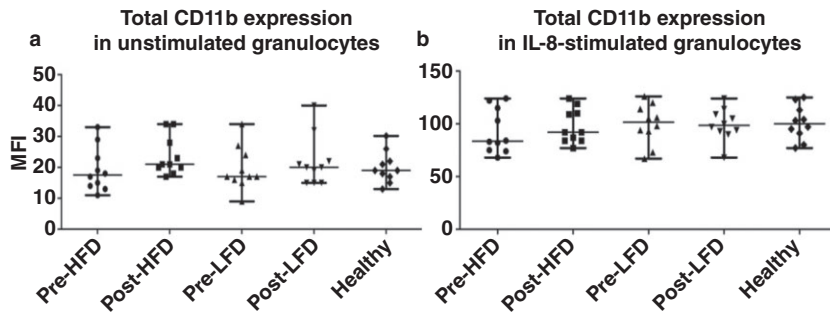 a
Total CD11b expression
in unstimulated granulocytes
MFI
50
40
30
20
10
0
Pre-HFD
Post-HFD
Pre-LFD
Post-LFD
Healthy
b
Total CD11b expression
in IL-8-stimulated granulocytes
150
100
50
0
Pre-HFD
Post-HFD
Pre-LFD
Post-LFD
Healthy